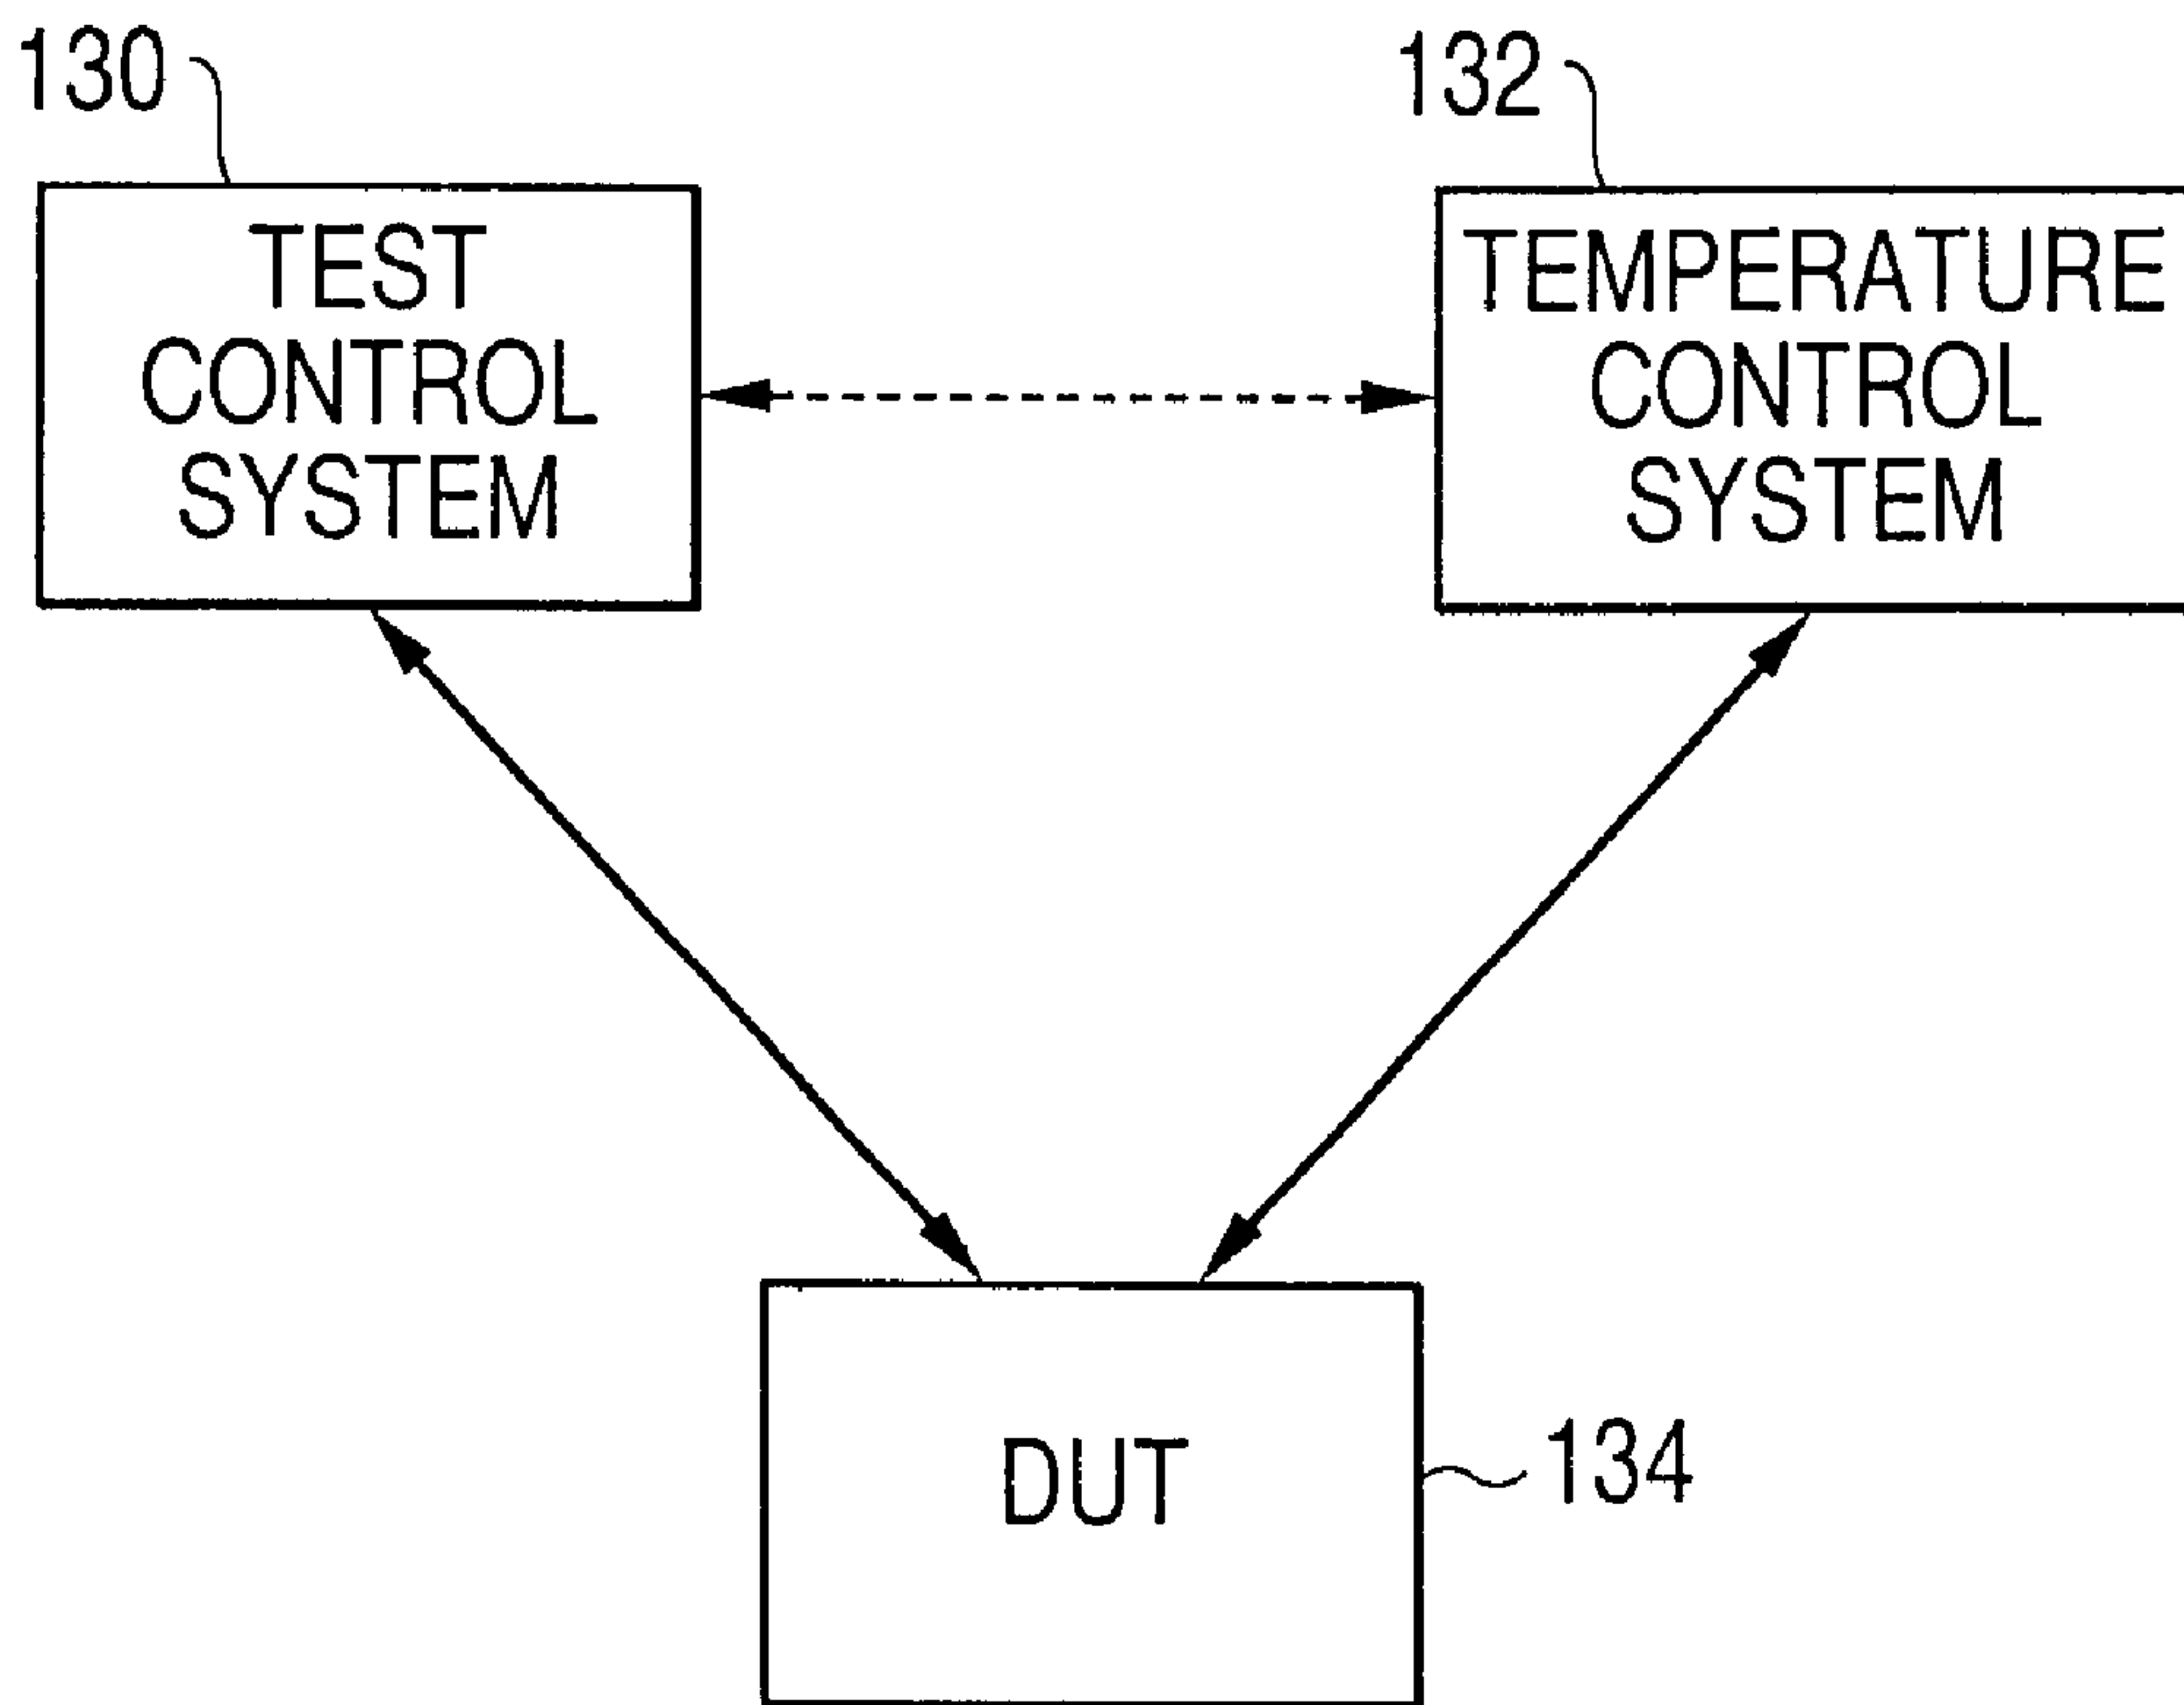 130
132
TEST
CONTROL
SYSTEM
TEMPERATURE
CONTROL
SYSTEM
DUT
134